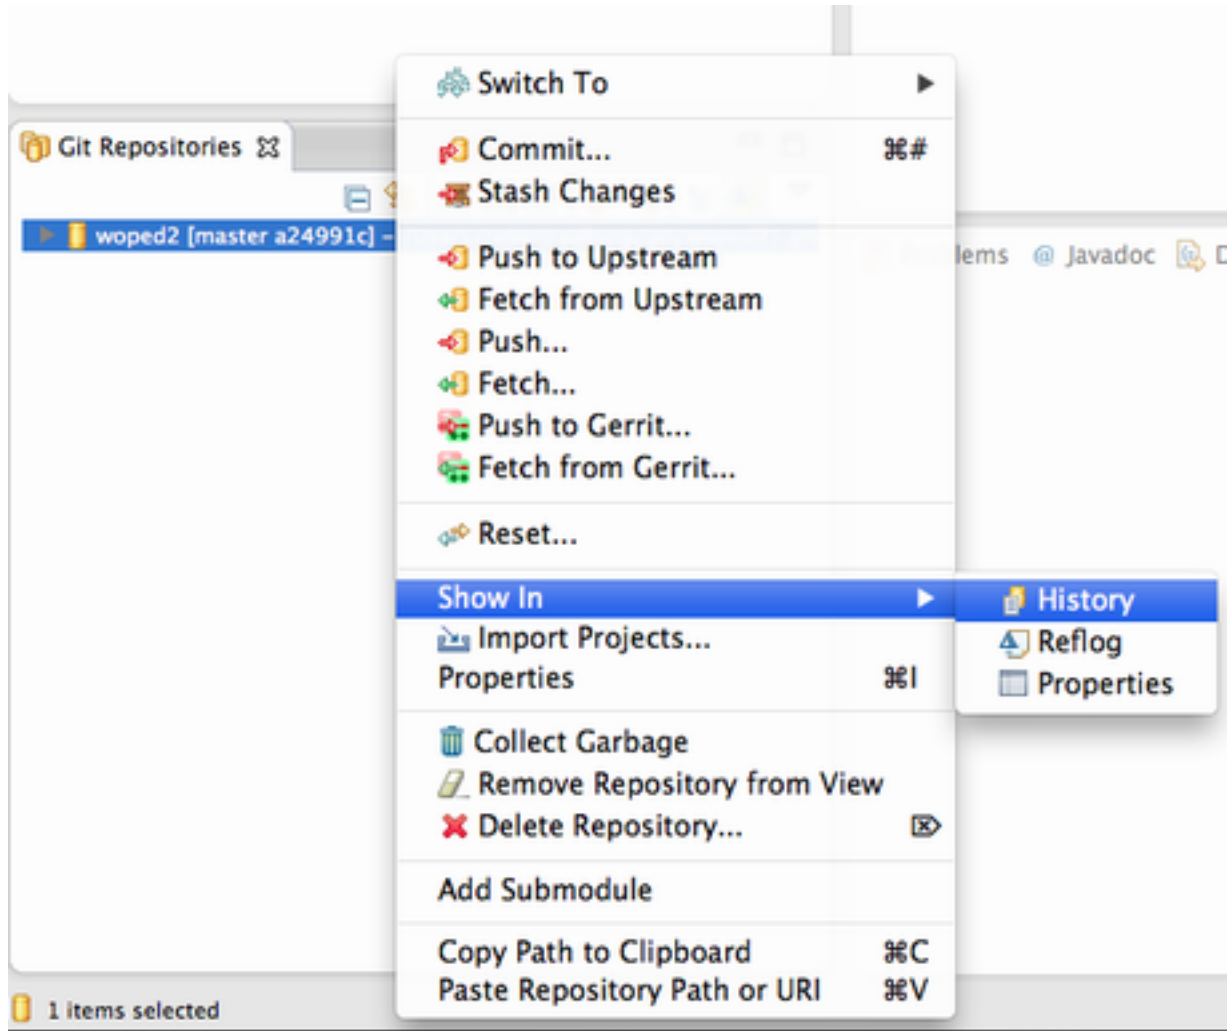 Switch To
Git Repositories
Commit... ⌘#
Stash Changes
woped2 [master a24991c] –
Push to Upstream
lems @ Javadoc D
Fetch from Upstream
Push...
Fetch...
Push to Gerrit...
Fetch from Gerrit...
Reset...
Show In
History
Import Projects...
Reflog
Properties ⌘I
Properties
Collect Garbage
Remove Repository from View
Delete Repository... ⌦
Add Submodule
Copy Path to Clipboard ⌘C
Paste Repository Path or URI ⌘V
1 items selected